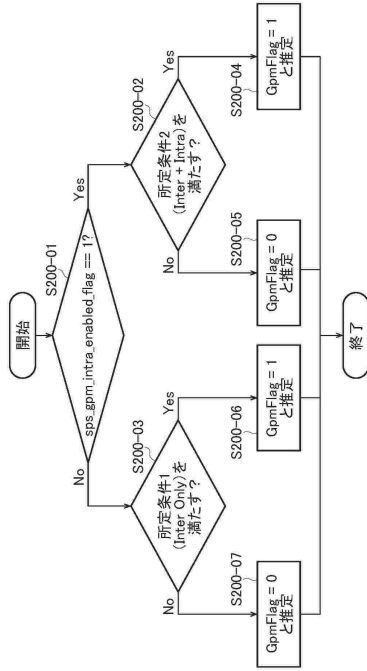 開始
S200-01
sps_gpm_intra_enabled_flag == 1?
No
Yes
S200-03
所定条件1
(Inter Only)を
満たす?
No
Yes
S200-02
所定条件2
(Inter + Intra)を
満たす?
No
Yes
S200-07
GpmFlag = 0
と推定
S200-06
GpmFlag = 1
と推定
S200-05
GpmFlag = 0
と推定
S200-04
GpmFlag = 1
と推定
終了